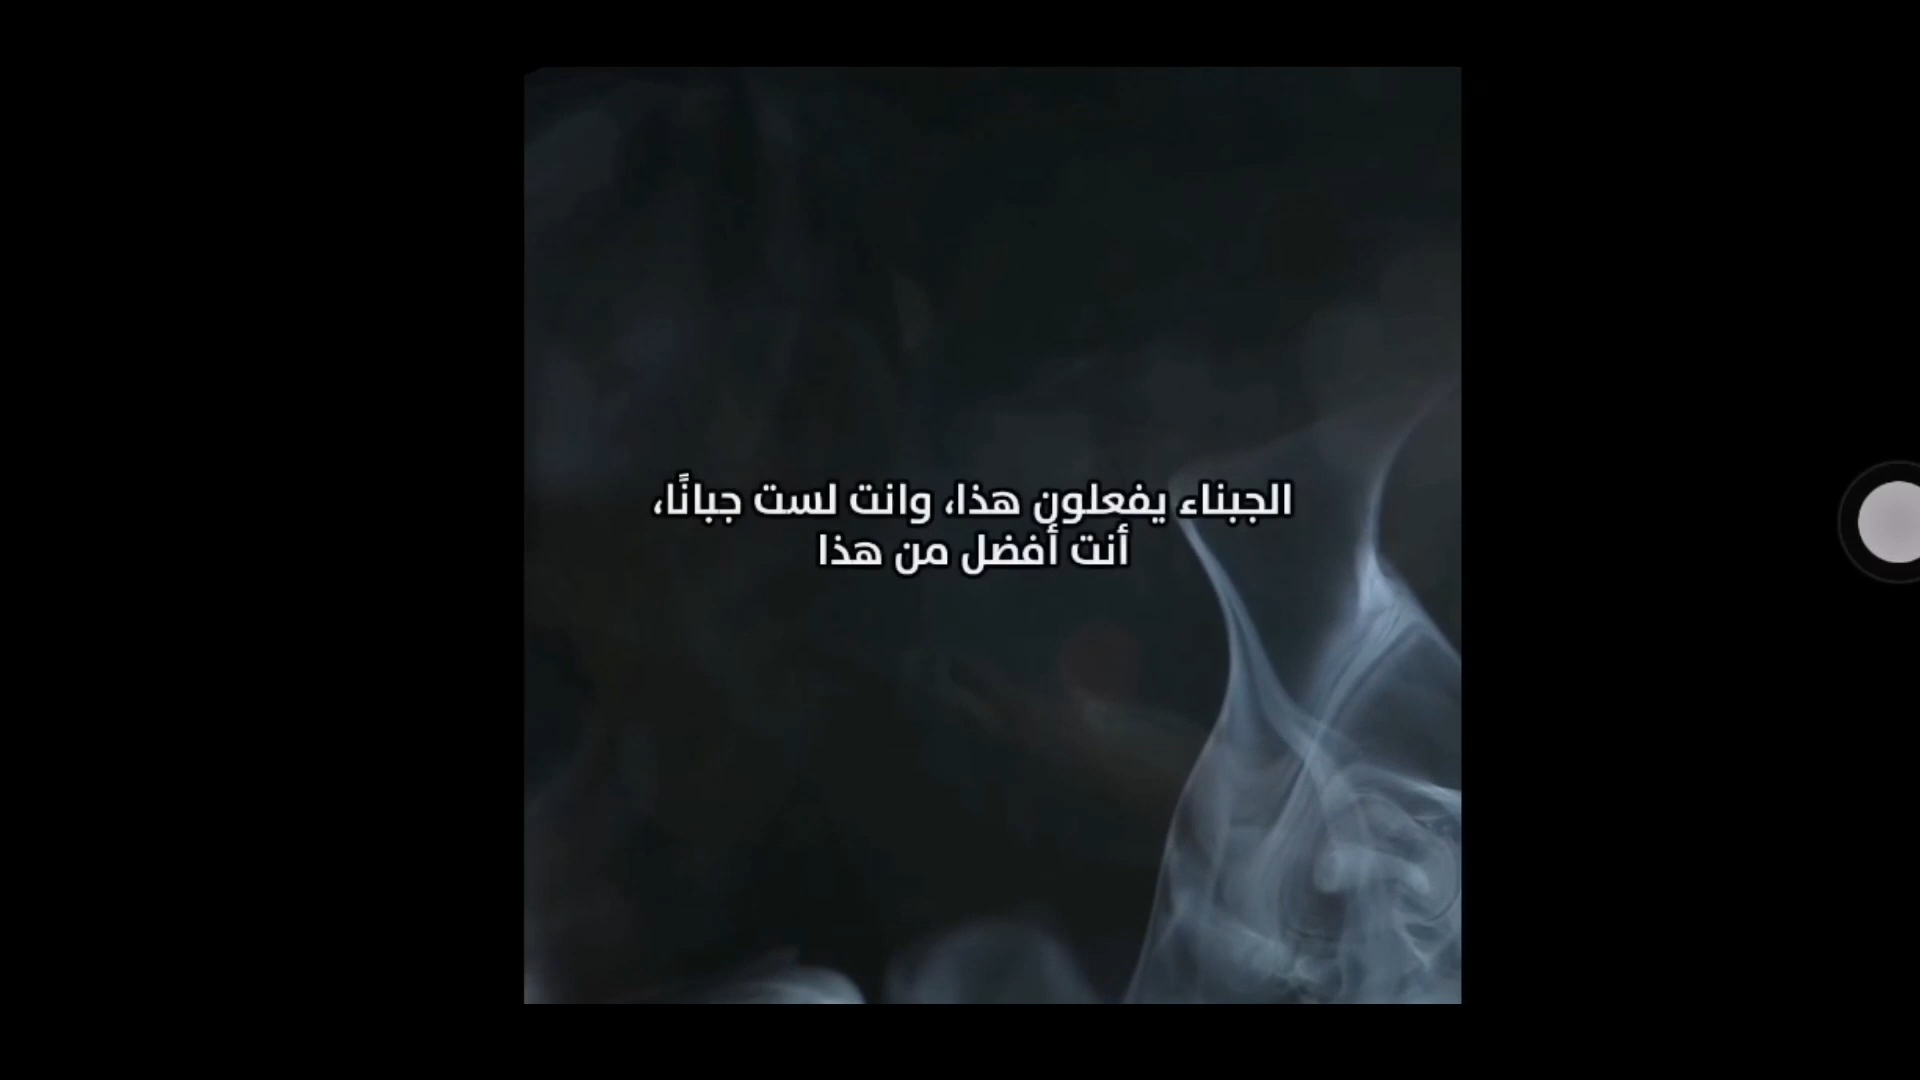 الجبناء يفعلون هذا، وانت لست جبانًا،
أنت أفضل من هذا